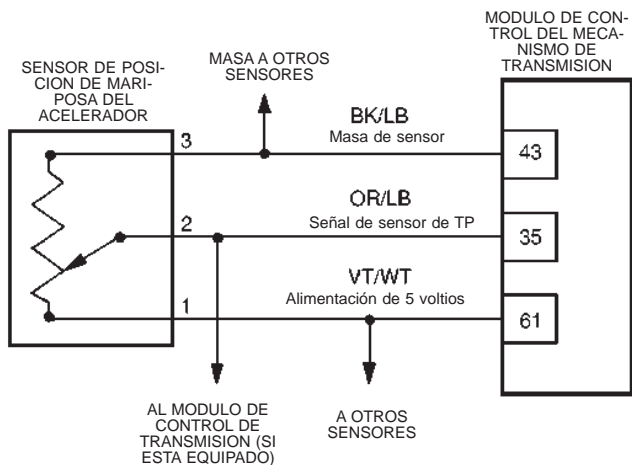 MODULO DE CON-
TROL DEL MECA-
NISMO DE
TRANSMISION
SENSOR DE POSI-
CION DE MARI-
POSA DEL
ACELERADOR
MASA A OTROS
SENSORES
3
BK/LB
Masa de sensor
43
2
OR/LB
Señal de sensor de TP
35
1
VT/WT
Alimentación de 5 voltios
61
AL MODULO DE
CONTROL DE
TRANSMISION (SI
ESTA EQUIPADO)
A OTROS
SENSORES